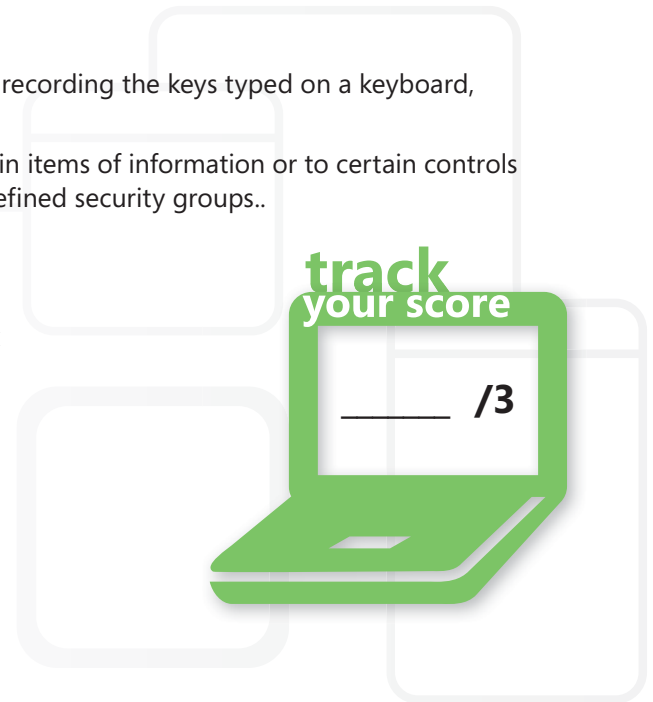 recording the keys typed on a keyboard,
in items of information or to certain controls
efined security groups..
track
your score
_______ /3